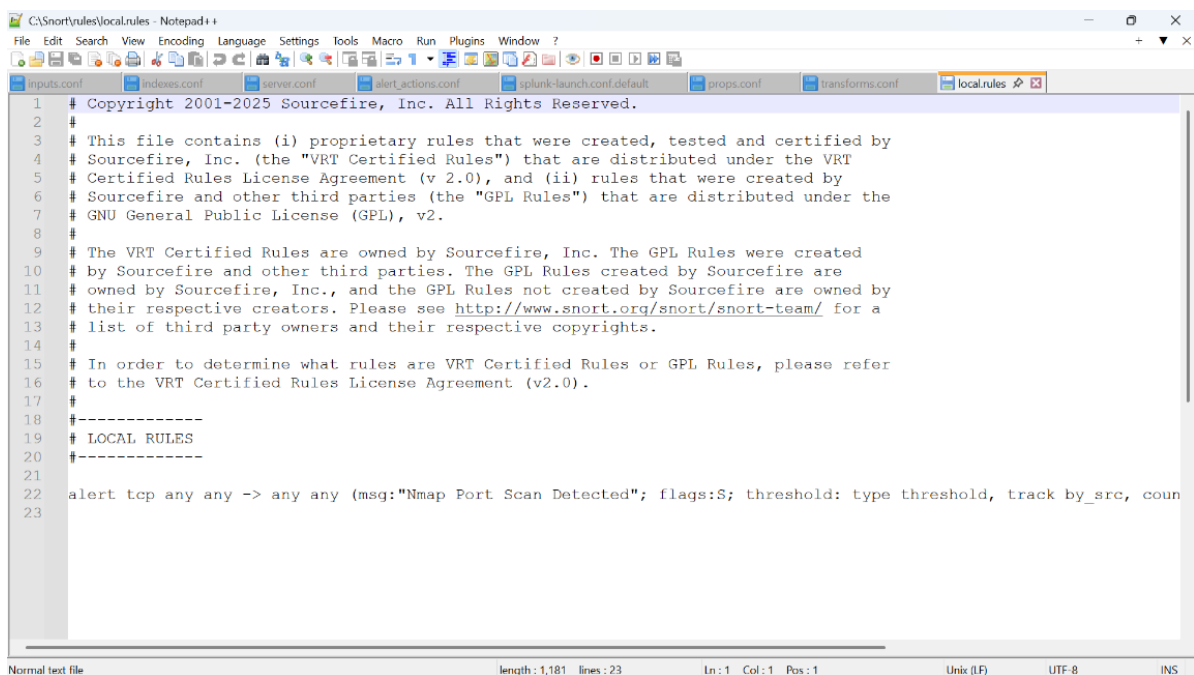 C:\Snort\rules\local.rules - Notepad++
File Edit Search View Encoding Language Settings Tools Macro Run Plugins Window ?
inputs.conf indexes.conf server.conf alert_actions.conf splunk-launch.conf.default props.conf transforms.conf local.rules
1 # Copyright 2001-2025 Sourcefire, Inc. All Rights Reserved.
2 #
3 # This file contains (i) proprietary rules that were created, tested and certified by
4 # Sourcefire, Inc. (the "VRT Certified Rules") that are distributed under the VRT
5 # Certified Rules License Agreement (v 2.0), and (ii) rules that were created by
6 # Sourcefire and other third parties (the "GPL Rules") that are distributed under the
7 # GNU General Public License (GPL), v2.
8 #
9 # The VRT Certified Rules are owned by Sourcefire, Inc. The GPL Rules were created
10 # by Sourcefire and other third parties. The GPL Rules created by Sourcefire are
11 # owned by Sourcefire, Inc., and the GPL Rules not created by Sourcefire are owned by
12 # their respective creators. Please see http://www.snort.org/snort/snort-team/ for a
13 # list of third party owners and their respective copyrights.
14 #
15 # In order to determine what rules are VRT Certified Rules or GPL Rules, please refer
16 # to the VRT Certified Rules License Agreement (v2.0).
17 #
18 #-------------
19 # LOCAL RULES
20 #-------------
21
22 alert tcp any any -> any any (msg:"Nmap Port Scan Detected"; flags:S; threshold: type threshold, track by_src, coun
23
Normal text file length : 1,181 lines : 23 Ln : 1 Col : 1 Pos : 1 Unix (LF) UTF-8 INS